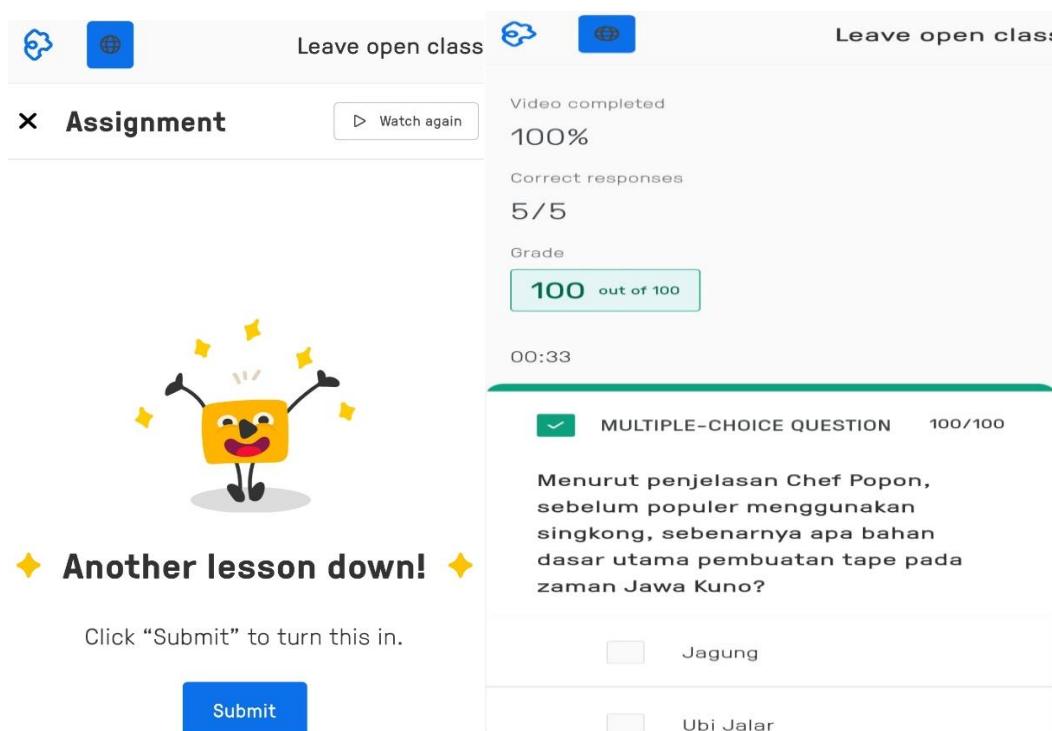 Leave open class
Assignment
Watch again
Another lesson down!
Click “Submit” to turn this in.
Submit
Leave open clas
Video completed
100%
Correct responses
5/5
Grade
100 out of 100
00:33
MULTIPLE-CHOICE QUESTION 100/100
Menurut penjelasan Chef Popon,
sebelum populer menggunakan
singkong, sebenarnya apa bahan
dasar utama pembuatan tape pada
zaman Jawa Kuno?
Jagung
Ubi Jalar